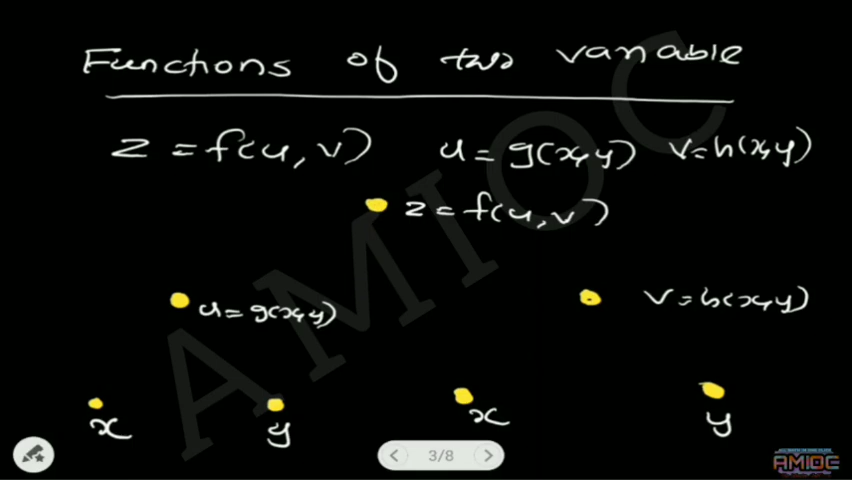 Functions of two variable
z = f(u, v) u = g(x,y) v = h(x,y)
z = f(u, v)
u = g(x,y) v = h(x,y)
x y x y
3/8
AMIOC
AMIOC